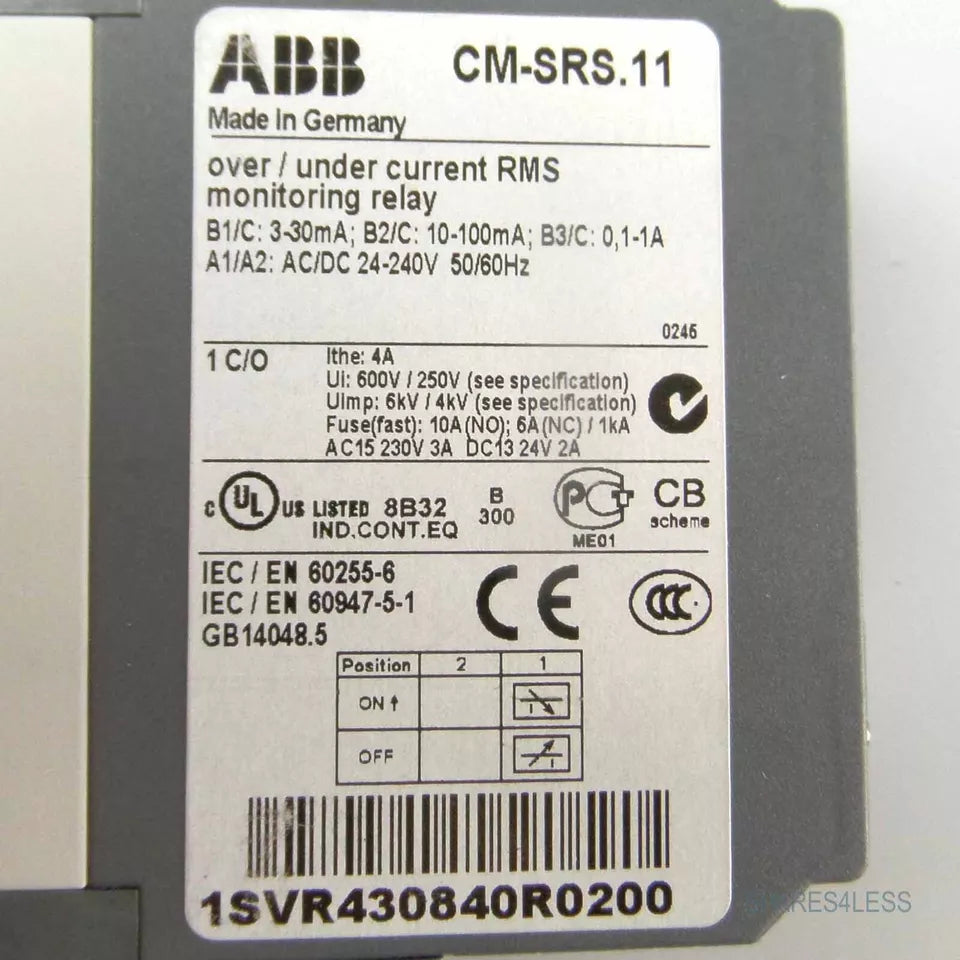 ABB CM-SRS.11
Made in Germany
over / under current RMS
monitoring relay
B1/C: 3-30mA; B2/C: 10-100mA; B3/C: 0,1-1A
A1/A2: AC/DC 24-240V 50/60Hz
0245
1 C/O
Ithe: 4A
Ui: 600V / 250V (see specification)
Uimp: 6kV / 4kV (see specification)
Fuse(fast): 10A(NO); 6A(NC) / 1kA
AC15 230V 3A DC13 24V 2A
C UL US LISTED 8B32
IND.CONT.EQ
B
300
PCT
ME01
CB
scheme
IEC / EN 60255-6
IEC / EN 60947-5-1
GB14048.5
CE
CCC
Position 2 1
ON ↑
I
OFF
I
1SVR430840R0200